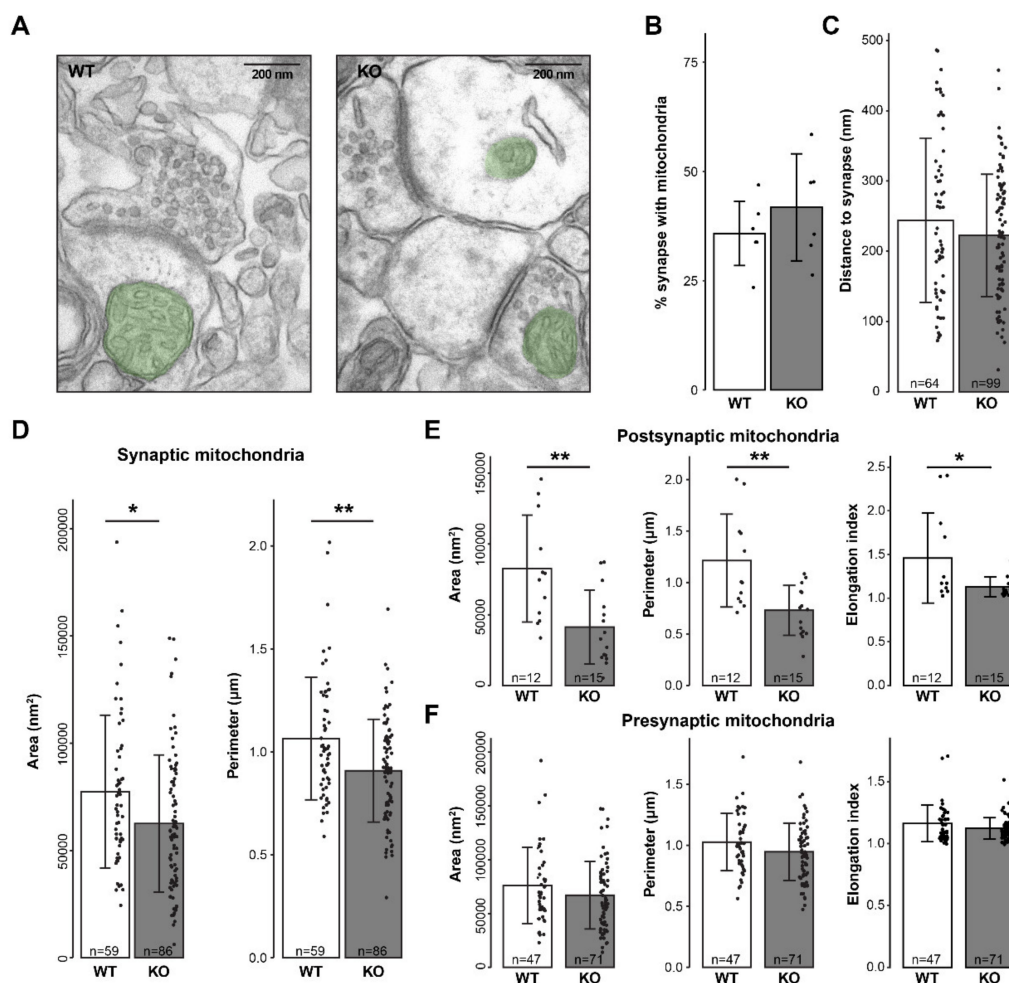 A
WT
200 nm
KO
200 nm
B
% synapse with mitochondria
75
50
25
0
WT KO
C
Distance to synapse (nm)
500
400
300
200
100
0
n=64 n=99
WT KO
D
Synaptic mitochondria
Area (nm²)
200000
150000
100000
50000
0
*
n=59 n=86
WT KO
Perimeter (µm)
2.0
1.5
1.0
0.5
0.0
**
n=59 n=86
WT KO
E
Postsynaptic mitochondria
Area (nm²)
150000
100000
50000
0
**
n=12 n=15
WT KO
Perimeter (µm)
2.0
1.5
1.0
0.5
0.0
**
n=12 n=15
WT KO
Elongation index
2.5
2.0
1.5
1.0
0.5
0.0
*
n=12 n=15
WT KO
F
Presynaptic mitochondria
Area (nm²)
200000
150000
100000
50000
0
n=47 n=71
WT KO
Perimeter (µm)
1.5
1.0
0.5
0.0
n=47 n=71
WT KO
Elongation index
1.5
1.0
0.5
0.0
n=47 n=71
WT KO